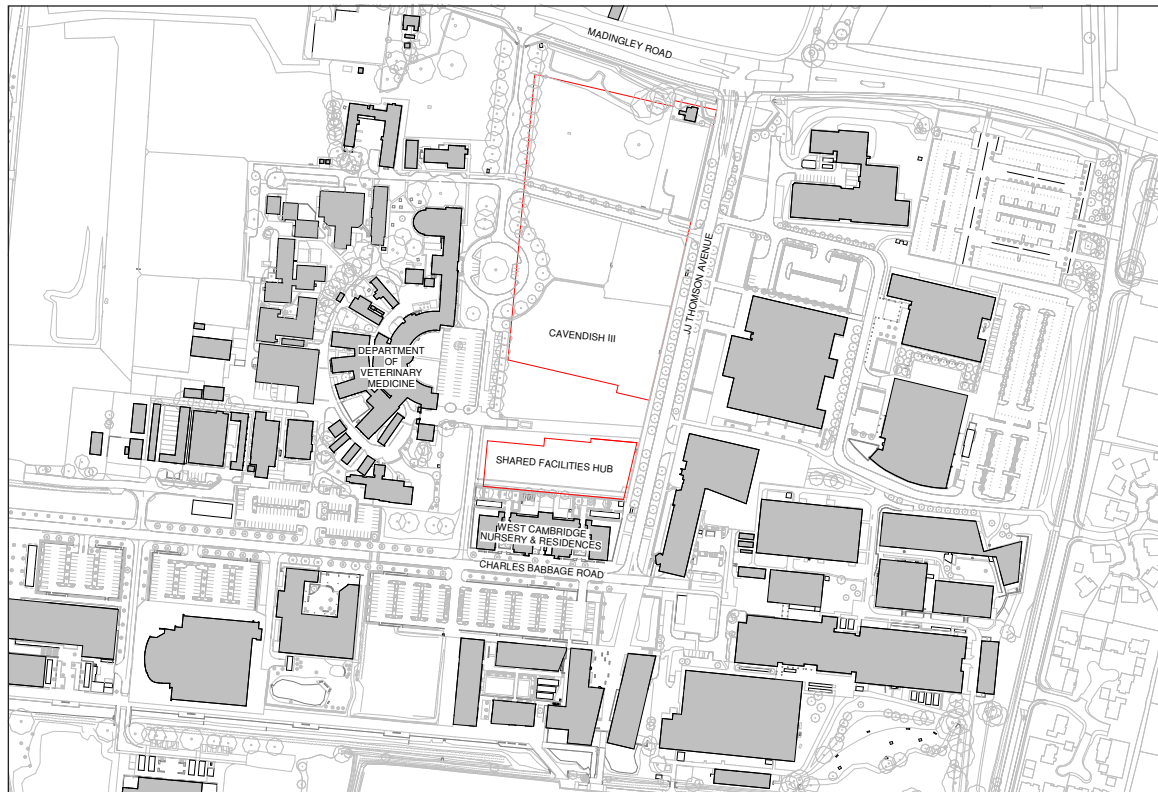 MADINGLEY ROAD
JJ THOMSON AVENUE
CAVENDISH III
DEPARTMENT
OF
VETERINARY
MEDICINE
SHARED FACILITIES HUB
WEST CAMBRIDGE
NURSERY & RESIDENCES
CHARLES BABBAGE ROAD